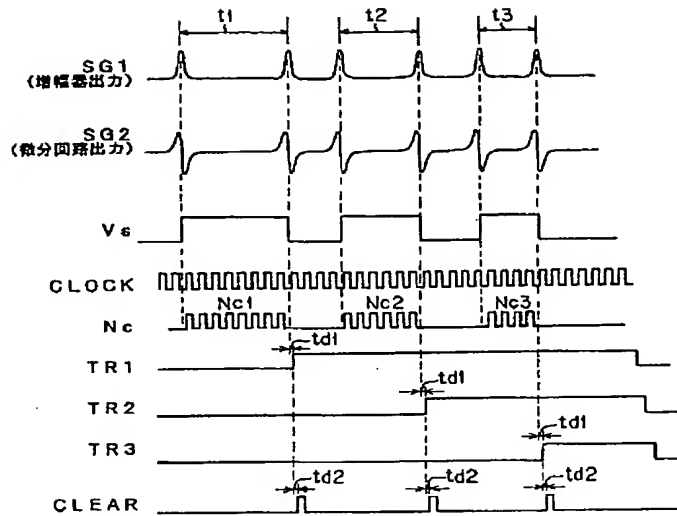 t1 t2 t3
SG1
(増幅器出力)
SG2
(微分回路出力)
Vs
CLOCK
Nc1 Nc2 Nc3
Nc
td1
TR1
td1
TR2
td1
TR3
td2 td2 td2
CLEAR